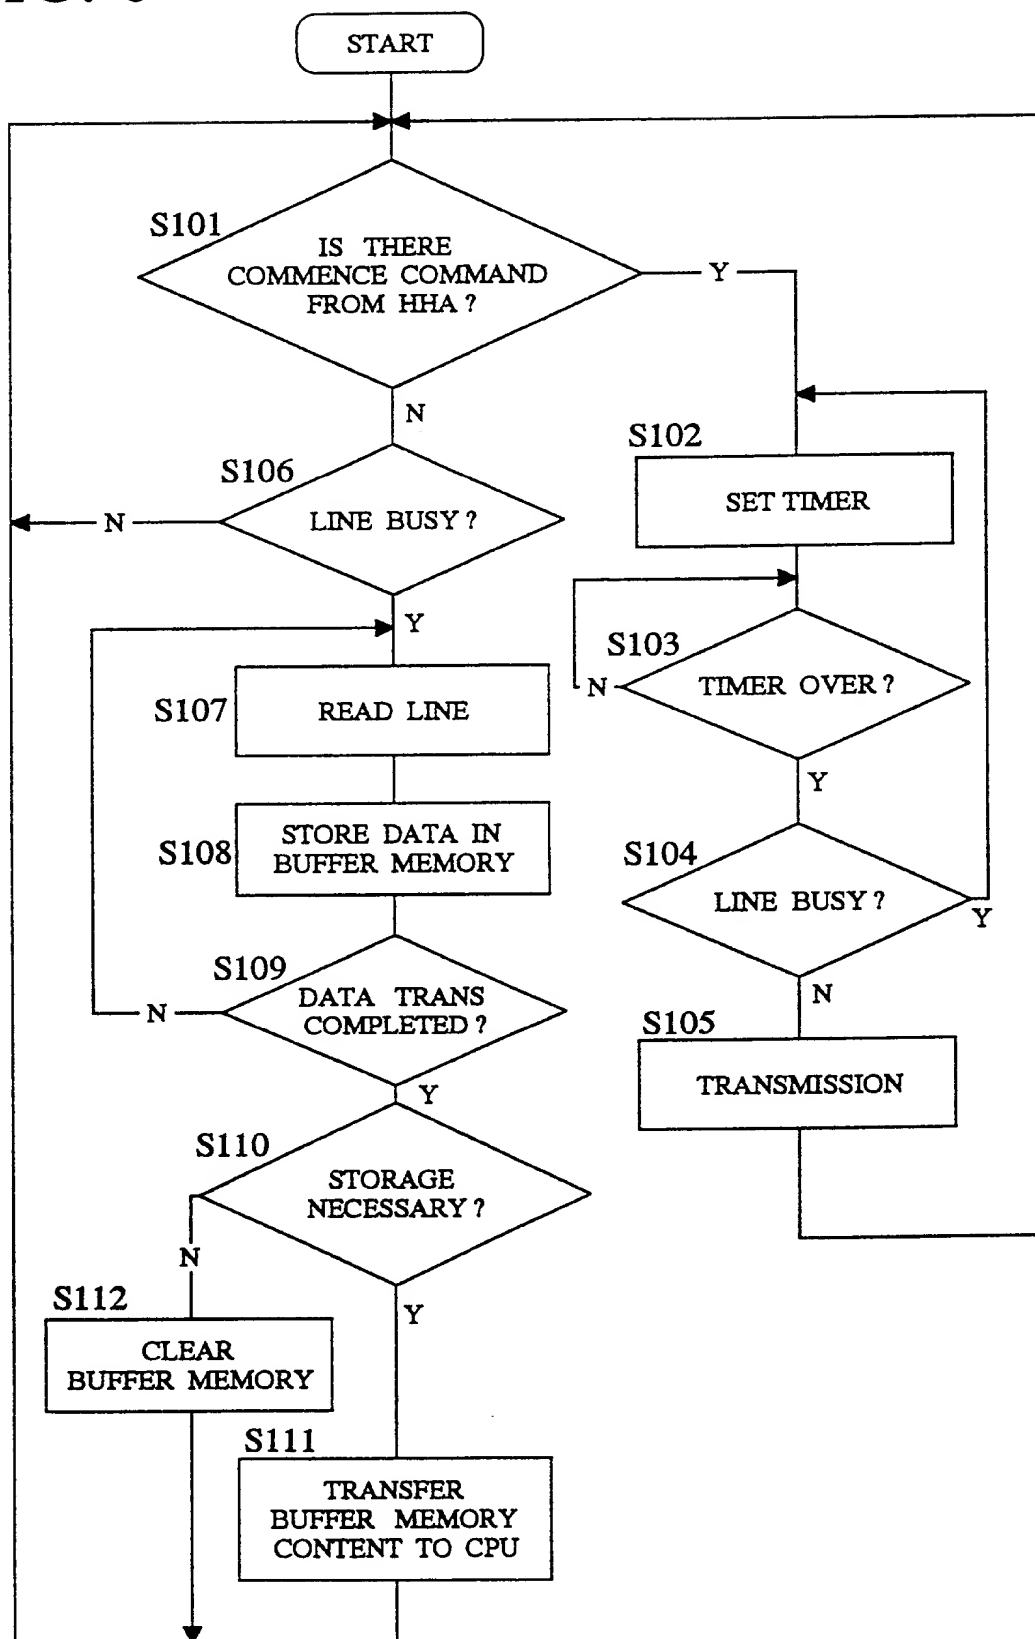 START
S101
IS THERE
COMMENCE COMMAND
FROM HHA ?
Y
N
S106
LINE BUSY ?
N
Y
S107
READ LINE
S108
STORE DATA IN
BUFFER MEMORY
S109
DATA TRANS
COMPLETED ?
N
Y
S110
STORAGE
NECESSARY ?
N
Y
S112
CLEAR
BUFFER MEMORY
S111
TRANSFER
BUFFER MEMORY
CONTENT TO CPU
S102
SET TIMER
S103
TIMER OVER ?
N
Y
S104
LINE BUSY ?
Y
N
S105
TRANSMISSION